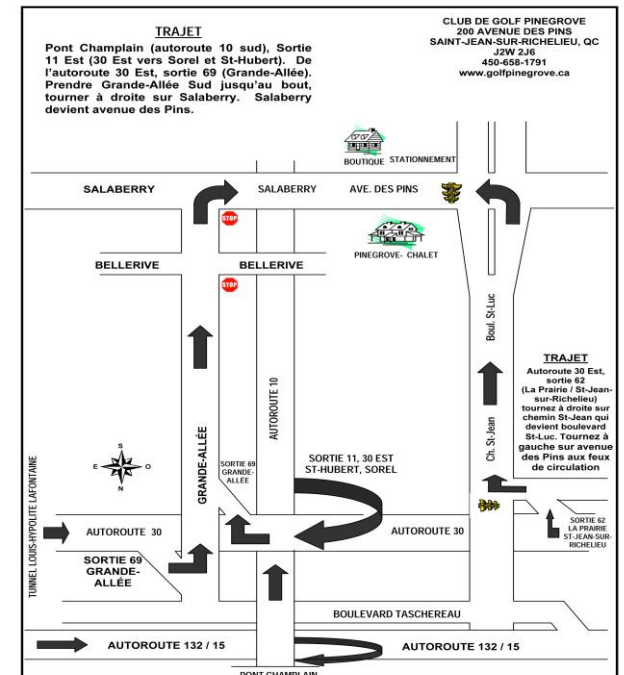 TRAJET
Pont Champlain (autoroute 10 sud), Sortie
11 Est (30 Est vers Sorel et St-Hubert). De
l'autoroute 30 Est, sortie 69 (Grande-Allée).
Prendre Grande-Allée Sud jusqu'au bout,
tourner à droite sur Salaberry. Salaberry
devient avenue des Pins.
CLUB DE GOLF PINEGROVE
200 AVENUE DES PINS
SAINT-JEAN-SUR-RICHELIEU, QC
J2W 2J6
450-658-1791
www.golfpinegrove.ca
BOUTIQUE STATIONNEMENT
SALABERRY
SALABERRY AVE. DES PINS
STOP
PINEGROVE- CHALET
BELLERIVE
BELLERIVE
STOP
Boul. St-Luc
TRAJET
Autoroute 30 Est,
sortie 62
(La Prairie / St-Jean-
sur-Richelieu)
tournez à droite sur
chemin St-Jean qui
devient boulevard
St-Luc. Tournez à
gauche sur avenue
des Pins aux feux
de circulation
AUTOROUTE 10
Ch. St-Jean
GRANDE-ALLÉE
S
E O
N
SORTIE 69
GRANDE-
ALLÉE
SORTIE 11, 30 EST
ST-HUBERT, SOREL
TUNNEL LOUIS-HYPOLITE LAFONTAINE
AUTOROUTE 30
AUTOROUTE 30
SORTIE 62
LA PRAIRIE
ST-JEAN-SUR-
RICHELIEU
SORTIE 69
GRANDE-
ALLÉE
BOULEVARD TASCHEREAU
AUTOROUTE 132 / 15
AUTOROUTE 132 / 15
PONT CHAMPLAIN